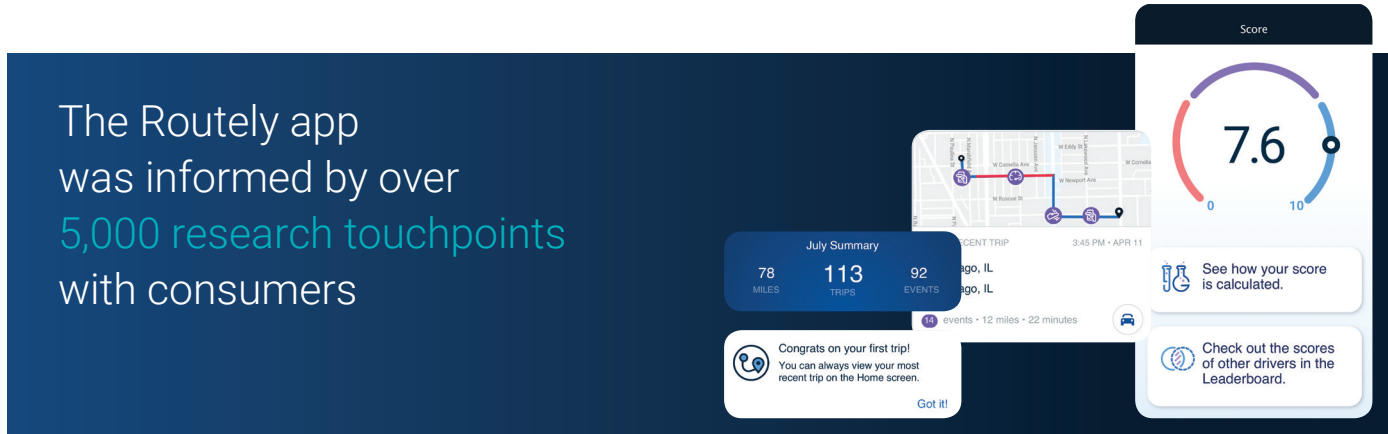 The Routely app
was informed by over
5,000 research touchpoints
with consumers
July Summary
78
MILES
113
TRIPS
92
EVENTS
Congrats on your first trip!
You can always view your most
recent trip on the Home screen.
Got it!
W Eddy St
W Cornelia Ave
W Newport Ave
W Roscoe St
TRIP
3:45 PM • APR 11
IL
IL
14 events • 12 miles • 22 minutes
Score
7.6
0
10
See how your score
is calculated.
Check out the scores
of other drivers in the
Leaderboard.